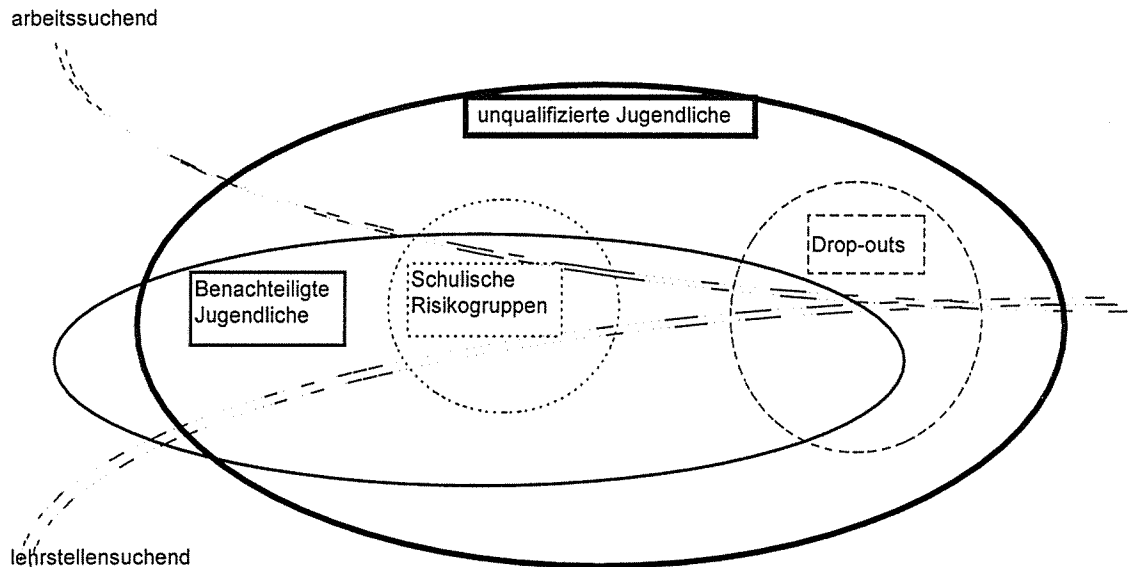 arbeitssuchend
unqualifizierte Jugendliche
Drop-outs
Benachteiligte
Jugendliche
Schulische
Risikogruppen
lehrstellensuchend